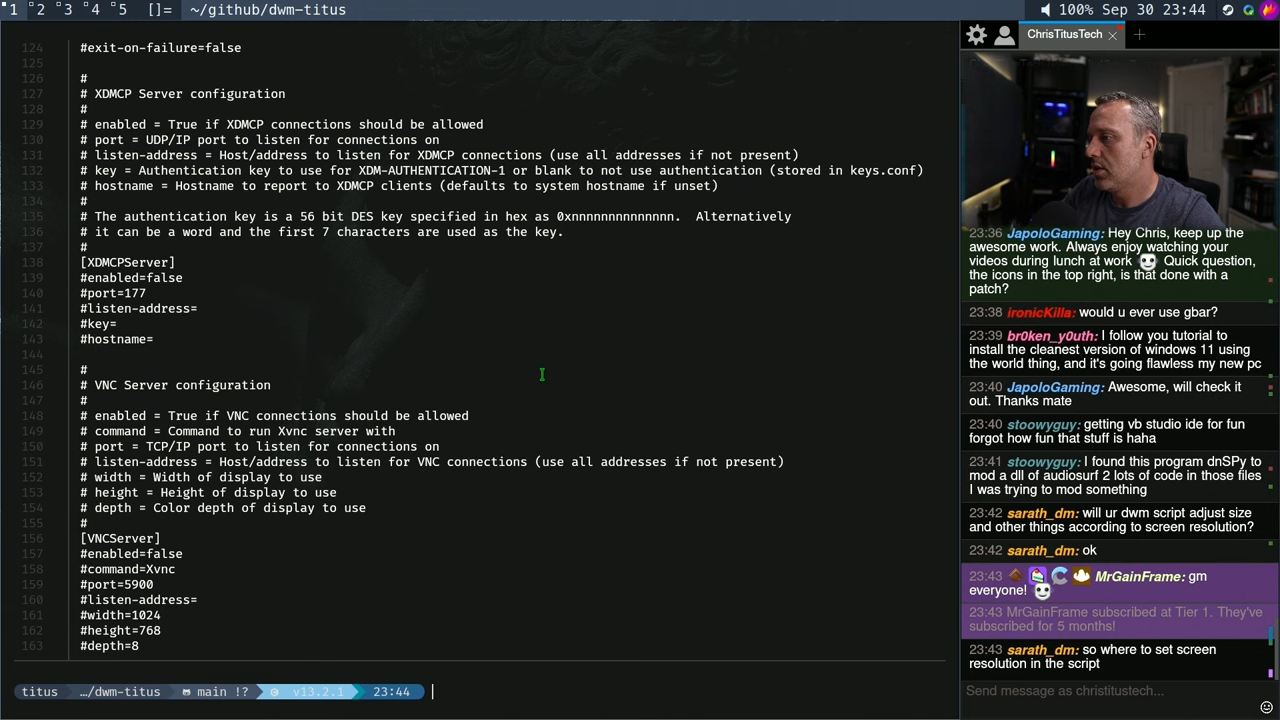 1 2 3 4 5 []= ~/github/dwm-titus
100% Sep 30 23:44
124 #exit-on-failure=false
125
126 #
127 # XDMCP Server configuration
128 #
129 # enabled = True if XDMCP connections should be allowed
130 # port = UDP/IP port to listen for connections on
131 # listen-address = Host/address to listen for XDMCP connections (use all addresses if not present)
132 # key = Authentication key to use for XDM-AUTHENTICATION-1 or blank to not use authentication (stored in keys.conf)
133 # hostname = Hostname to report to XDMCP clients (defaults to system hostname if unset)
134 #
135 # The authentication key is a 56 bit DES key specified in hex as 0xnnnnnnnnnnnnnn.  Alternatively
136 # it can be a word and the first 7 characters are used as the key.
137 #
138 [XDMCPServer]
139 #enabled=false
140 #port=177
141 #listen-address=
142 #key=
143 #hostname=
144
145 #
146 # VNC Server configuration
147 #
148 # enabled = True if VNC connections should be allowed
149 # command = Command to run Xvnc server with
150 # port = TCP/IP port to listen for connections on
151 # listen-address = Host/address to listen for VNC connections (use all addresses if not present)
152 # width = Width of display to use
153 # height = Height of display to use
154 # depth = Color depth of display to use
155 #
156 [VNCServer]
157 #enabled=false
158 #command=Xvnc
159 #port=5900
160 #listen-address=
161 #width=1024
162 #height=768
163 #depth=8
titus …/dwm-titus main !? v13.2.1 23:44
ChrisTitusTech
23:36 JapoloGaming: Hey Chris, keep up the
awesome work. Always enjoy watching your
videos during lunch at work Quick question,
the icons in the top right, is that done with a
patch?
23:38 ironicKilla: would u ever use gbar?
23:39 br0ken_y0uth: I follow you tutorial to
install the cleanest version of windows 11 using
the world thing, and it's going flawless my new pc
23:40 JapoloGaming: Awesome, will check it
out. Thanks mate
23:40 stoowyguy: getting vb studio ide for fun
forgot how fun that stuff is haha
23:41 stoowyguy: I found this program dnSPy to
mod a dll of audiosurf 2 lots of code in those files
I was trying to mod something
23:42 sarath_dm: will ur dwm script adjust size
and other things according to screen resolution?
23:42 sarath_dm: ok
23:43 MrGainFrame: gm
everyone!
23:43 MrGainFrame subscribed at Tier 1. They've
subscribed for 5 months!
23:43 sarath_dm: so where to set screen
resolution in the script
Send message as christitustech...